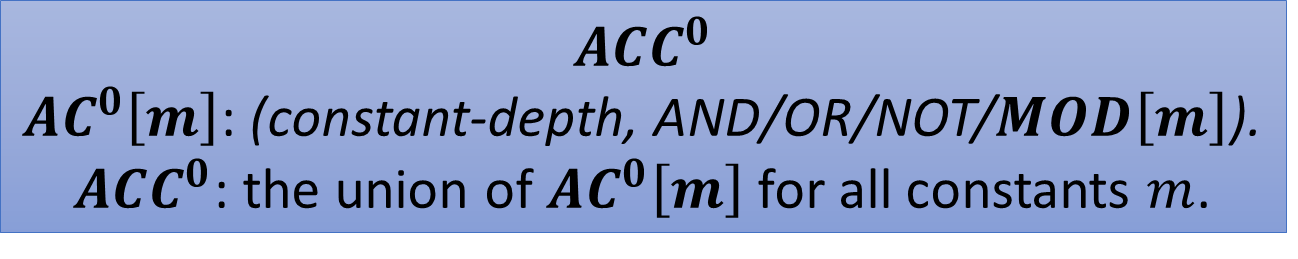 ACC⁰
AC⁰[m]: (constant-depth, AND/OR/NOT/MOD[m]).
ACC⁰: the union of AC⁰[m] for all constants m.